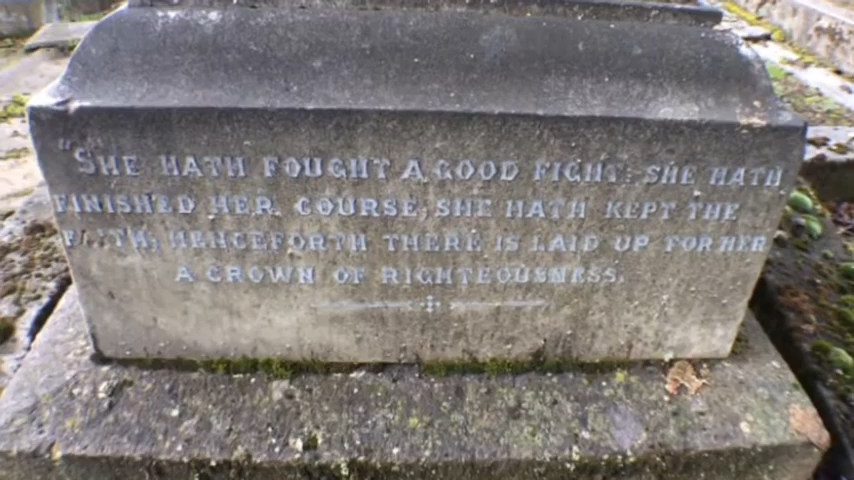 "SHE HATH FOUGHT A GOOD FIGHT: SHE HATH
FINISHED HER COURSE, SHE HATH KEPT THE
FAITH, HENCEFORTH THERE IS LAID UP FOR HER
A CROWN OF RIGHTEOUSNESS.